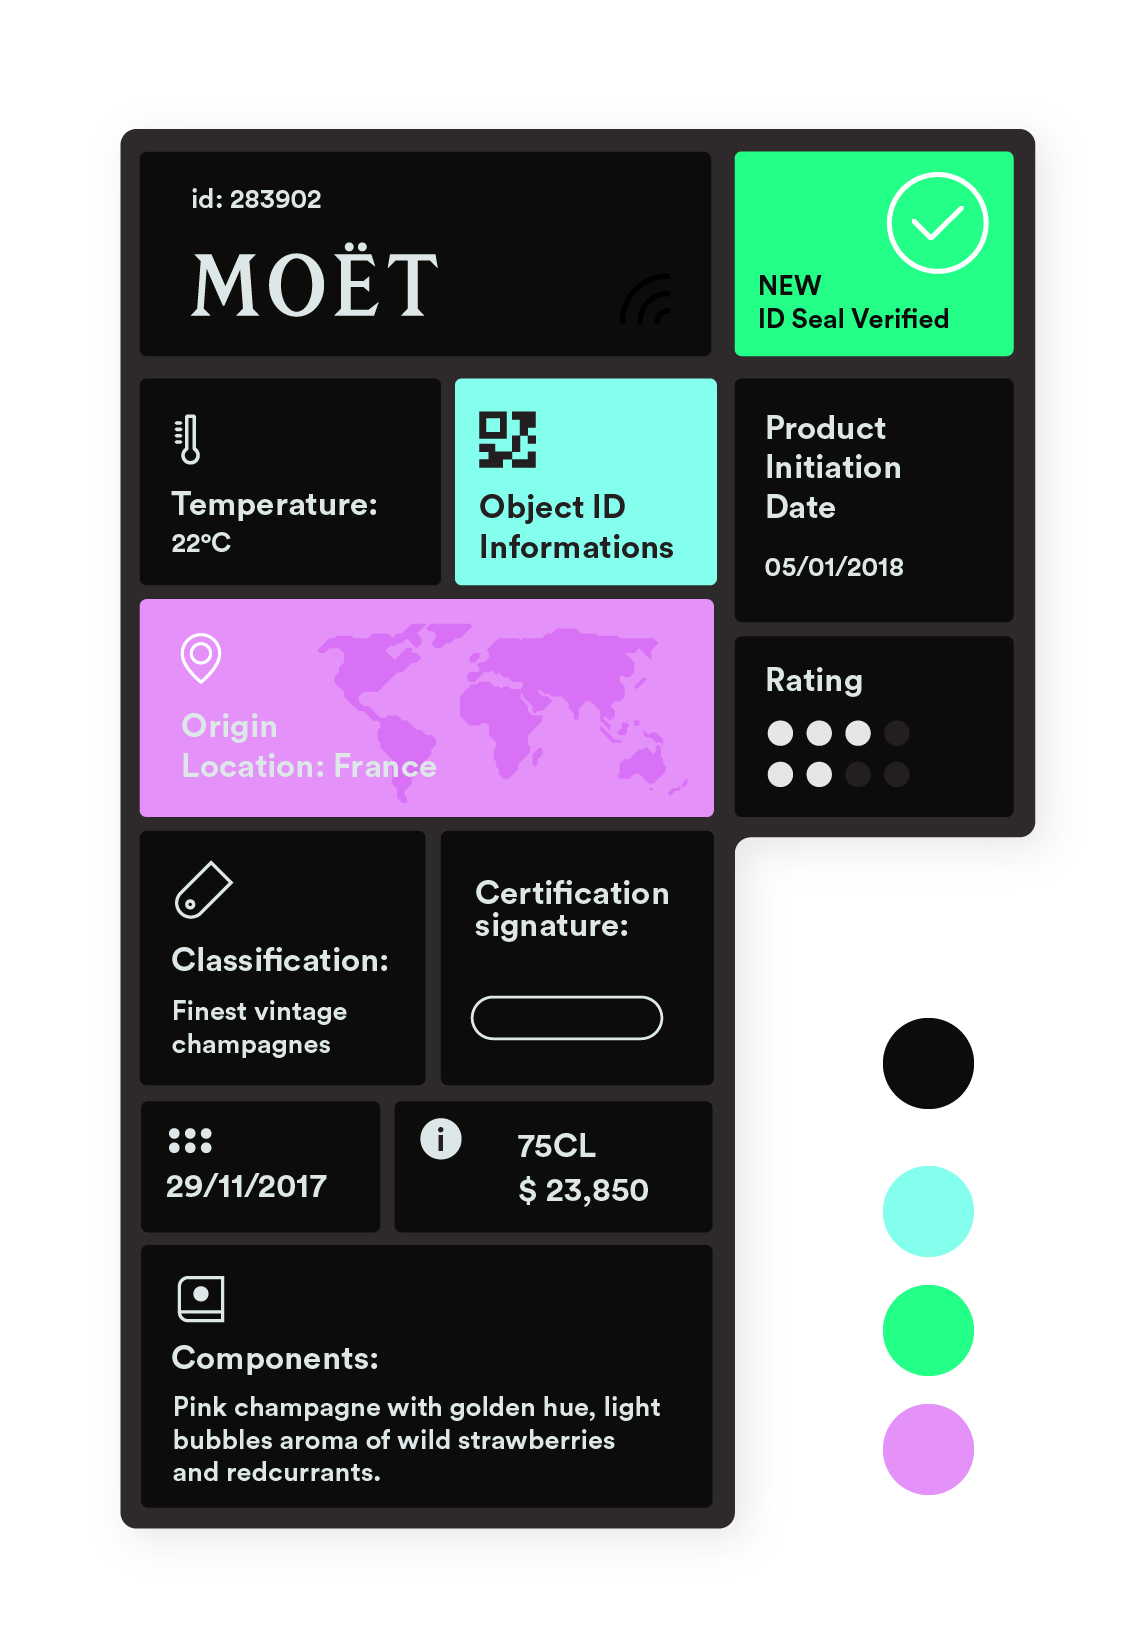 id: 283902
MOËT
NEW
ID Seal Verified
Temperature:
22°C
Object ID
Informations
Product
Initiation
Date
05/01/2018
Origin
Location: France
Rating
Classification:
Finest vintage
champagnes
Certification
signature:
29/11/2017
i
75CL
$ 23,850
Components:
Pink champagne with golden hue, light
bubbles aroma of wild strawberries
and redcurrants.